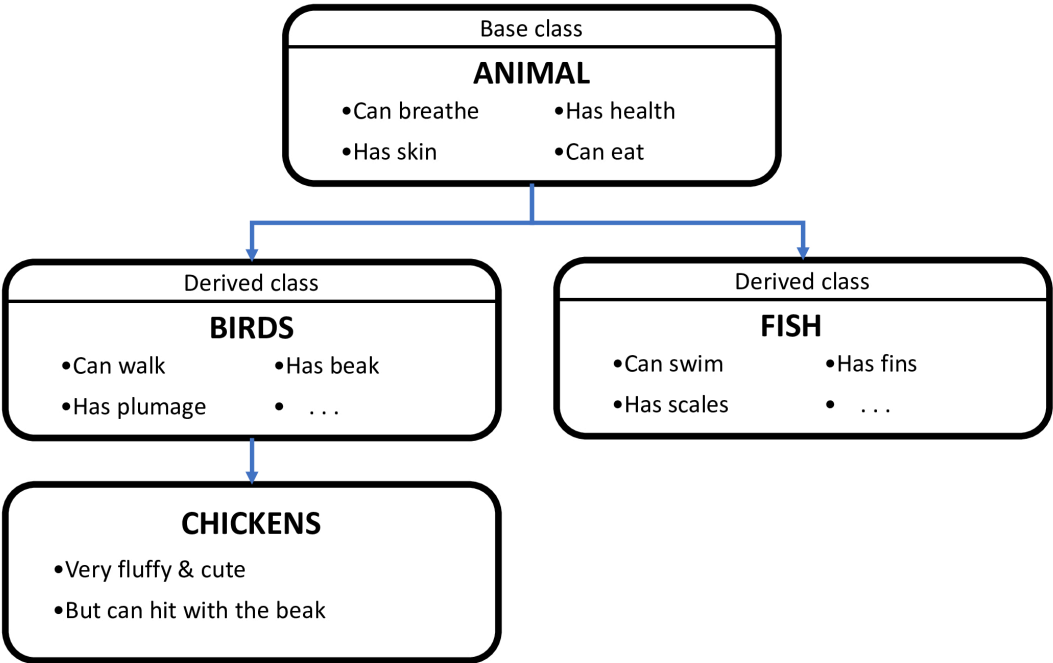 Base class
ANIMAL
•Can breathe •Has health
•Has skin •Can eat
Derived class
BIRDS
•Can walk •Has beak
•Has plumage • . . .
Derived class
FISH
•Can swim •Has fins
•Has scales • . . .
CHICKENS
•Very fluffy & cute
•But can hit with the beak